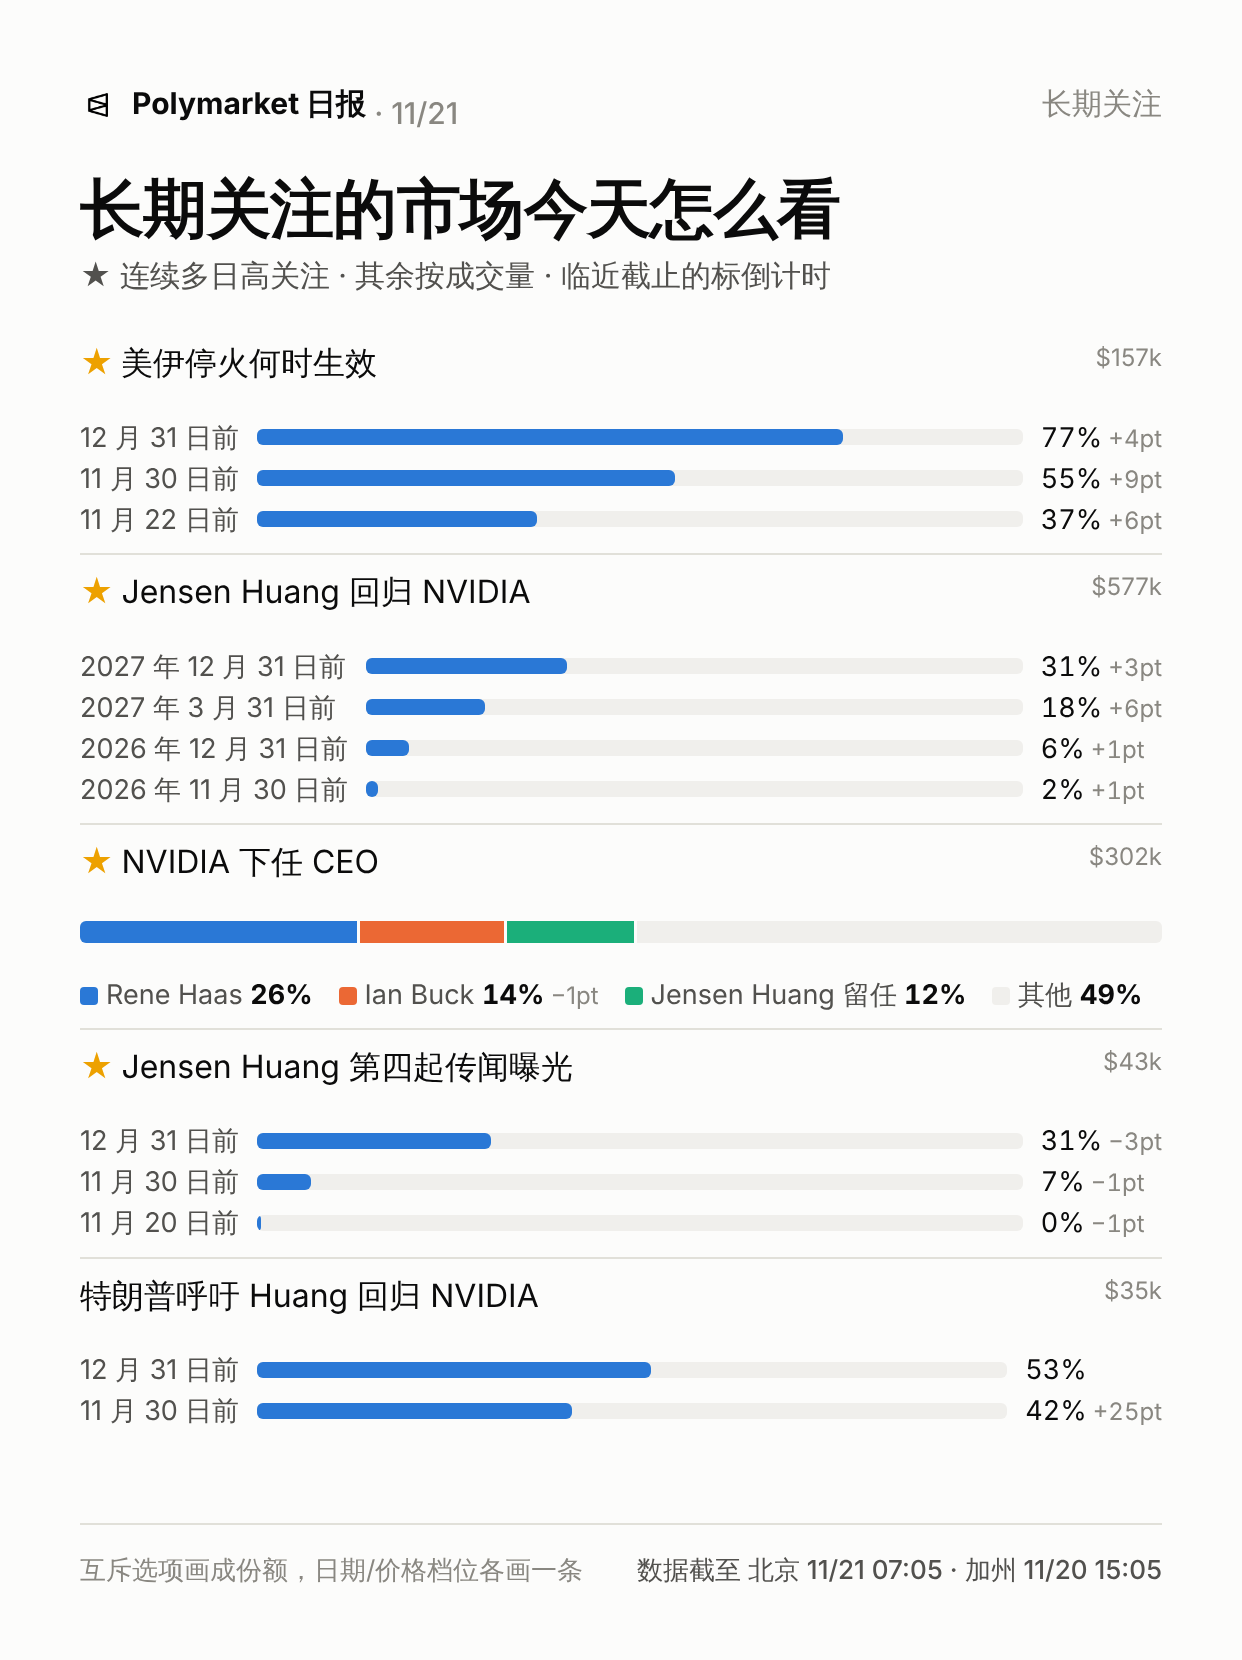 Polymarket 日报 · 11/21
长期关注
长期关注的市场今天怎么看
★ 连续多日高关注 · 其余按成交量 · 临近截止的标倒计时
★ 美伊停火何时生效 $157k
12 月 31 日前 77% +4pt
11 月 30 日前 55% +9pt
11 月 22 日前 37% +6pt
★ Jensen Huang 回归 NVIDIA $577k
2027 年 12 月 31 日前 31% +3pt
2027 年 3 月 31 日前 18% +6pt
2026 年 12 月 31 日前 6% +1pt
2026 年 11 月 30 日前 2% +1pt
★ NVIDIA 下任 CEO $302k
Rene Haas 26% Ian Buck 14% −1pt Jensen Huang 留任 12% 其他 49%
★ Jensen Huang 第四起传闻曝光 $43k
12 月 31 日前 31% −3pt
11 月 30 日前 7% −1pt
11 月 20 日前 0% −1pt
特朗普呼吁 Huang 回归 NVIDIA $35k
12 月 31 日前 53%
11 月 30 日前 42% +25pt
互斥选项画成份额，日期/价格档位各画一条
数据截至 北京 11/21 07:05 · 加州 11/20 15:05